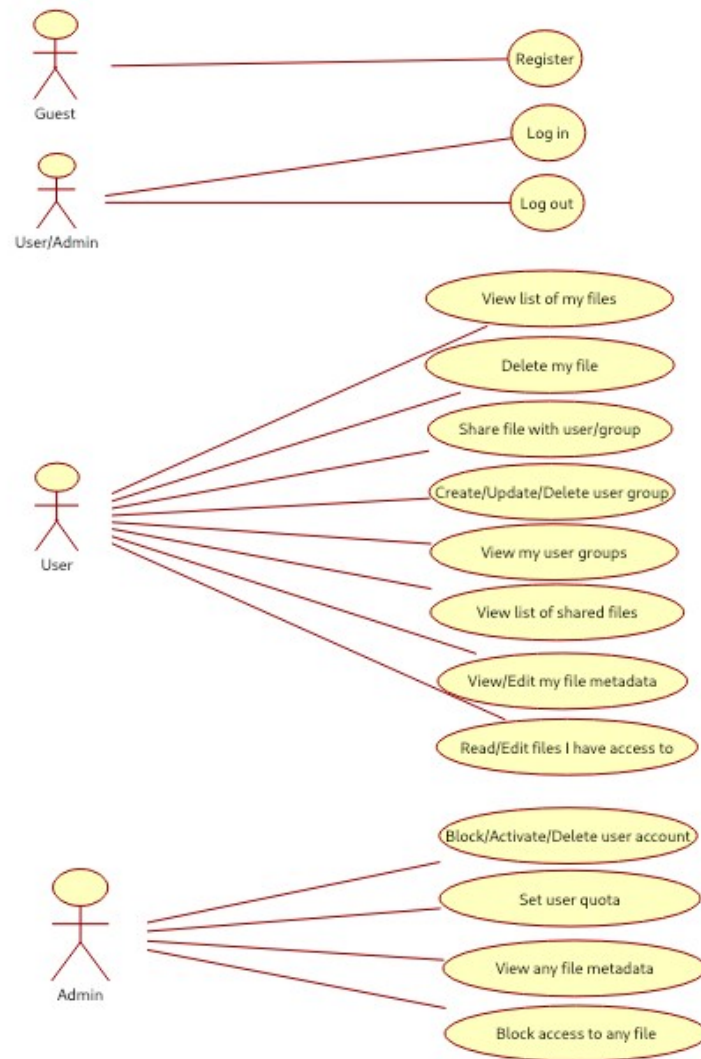 Register
Guest
Log in
Log out
User/Admin
View list of my files
Delete my file
Share file with user/group
Create/Update/Delete user group
View my user groups
User
View list of shared files
View/Edit my file metadata
Read/Edit files I have access to
Block/Activate/Delete user account
Set user quota
View any file metadata
Admin
Block access to any file